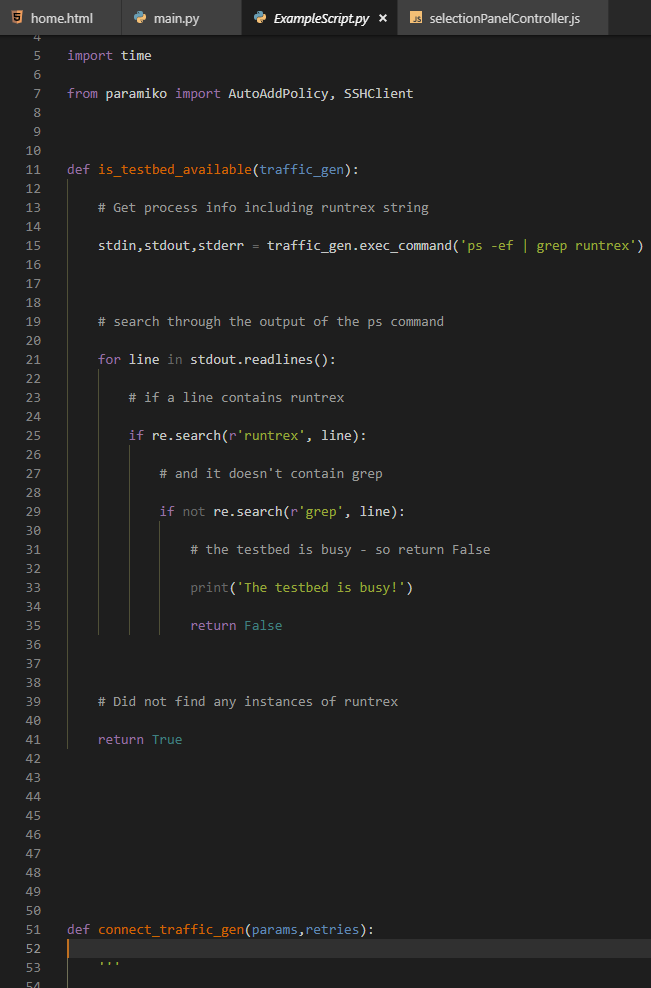 home.html main.py ExampleScript.py × JS selectionPanelController.js
4
5 import time
6
7 from paramiko import AutoAddPolicy, SSHClient
8
9
10
11 def is_testbed_available(traffic_gen):
12
13 # Get process info including runtrex string
14
15 stdin,stdout,stderr = traffic_gen.exec_command('ps -ef | grep runtrex')
16
17
18
19 # search through the output of the ps command
20
21 for line in stdout.readlines():
22
23 # if a line contains runtrex
24
25 if re.search(r'runtrex', line):
26
27 # and it doesn't contain grep
28
29 if not re.search(r'grep', line):
30
31 # the testbed is busy - so return False
32
33 print('The testbed is busy!')
34
35 return False
36
37
38
39 # Did not find any instances of runtrex
40
41 return True
42
43
44
45
46
47
48
49
50
51 def connect_traffic_gen(params,retries):
52
53 '''
54